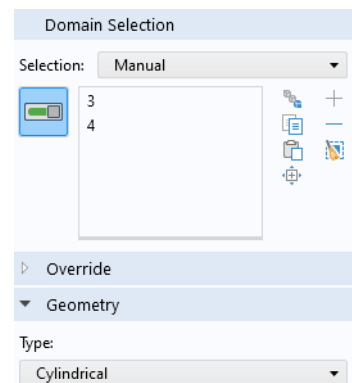 Domain Selection
Selection: Manual
3
4
Override
Geometry
Type:
Cylindrical